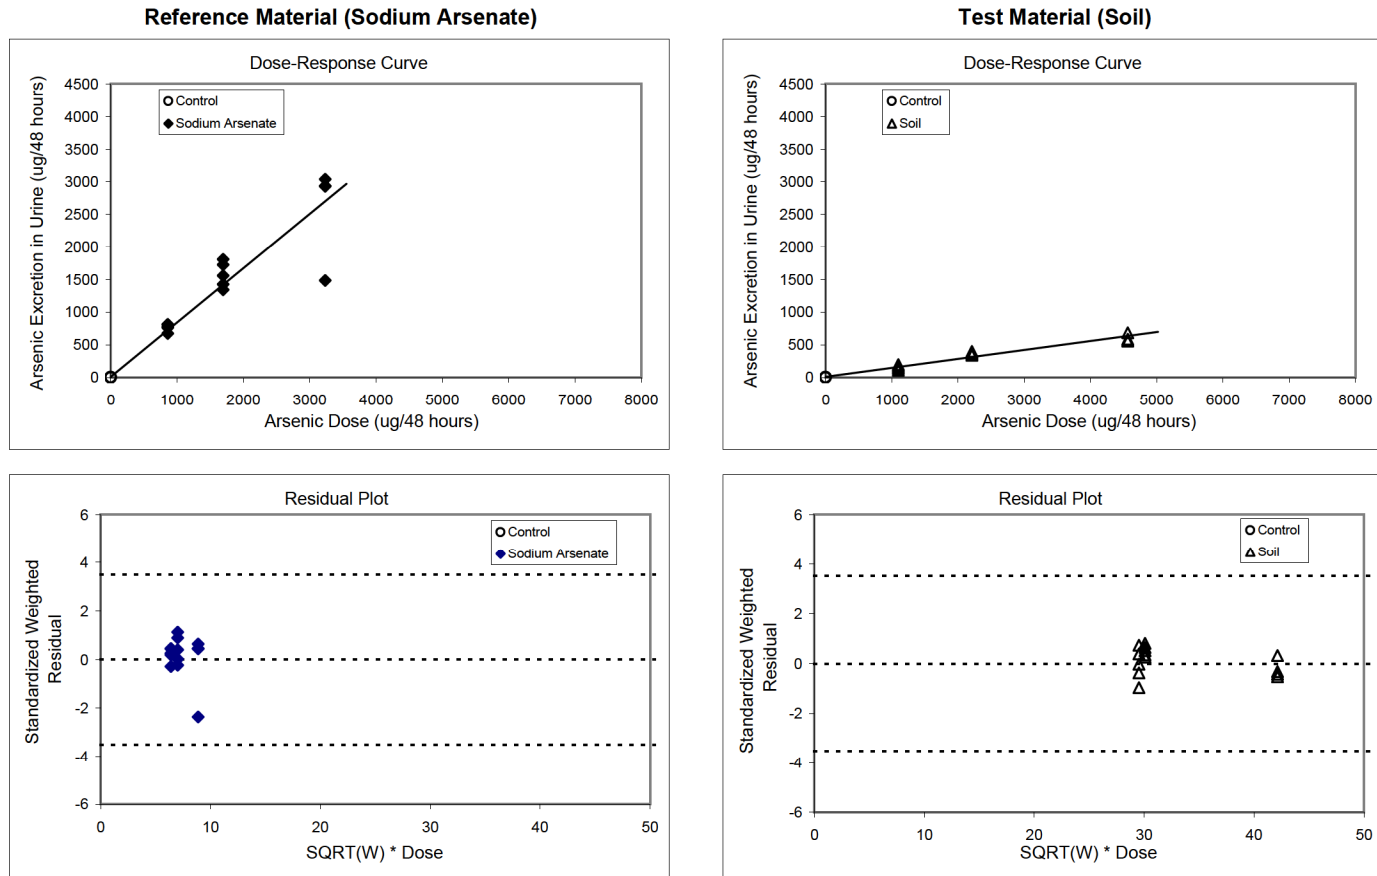 Reference Material (Sodium Arsenate)
Dose-Response Curve
Arsenic Excretion in Urine (ug/48 hours)
4500
4000
3500
3000
2500
2000
1500
1000
500
0
Control
Sodium Arsenate
0 1000 2000 3000 4000 5000 6000 7000 8000
Arsenic Dose (ug/48 hours)
Test Material (Soil)
Dose-Response Curve
Arsenic Excretion in Urine (ug/48 hours)
4500
4000
3500
3000
2500
2000
1500
1000
500
0
Control
Soil
0 1000 2000 3000 4000 5000 6000 7000 8000
Arsenic Dose (ug/48 hours)
Residual Plot
Standardized Weighted
Residual
6
4
2
0
-2
-4
-6
Control
Sodium Arsenate
0 10 20 30 40 50
SQRT(W) * Dose
Residual Plot
Standardized Weighted
Residual
6
4
2
0
-2
-4
-6
Control
Soil
0 10 20 30 40 50
SQRT(W) * Dose